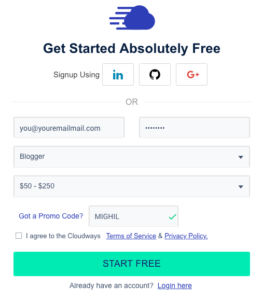 Get Started Absolutely Free
Signup Using in G+
OR
you@youremailmail.com ••••••••
Blogger
$50 - $250
Got a Promo Code? MIGHIL
I agree to the Cloudways Terms of Service & Privacy Policy.
START FREE
Already have an account? Login here